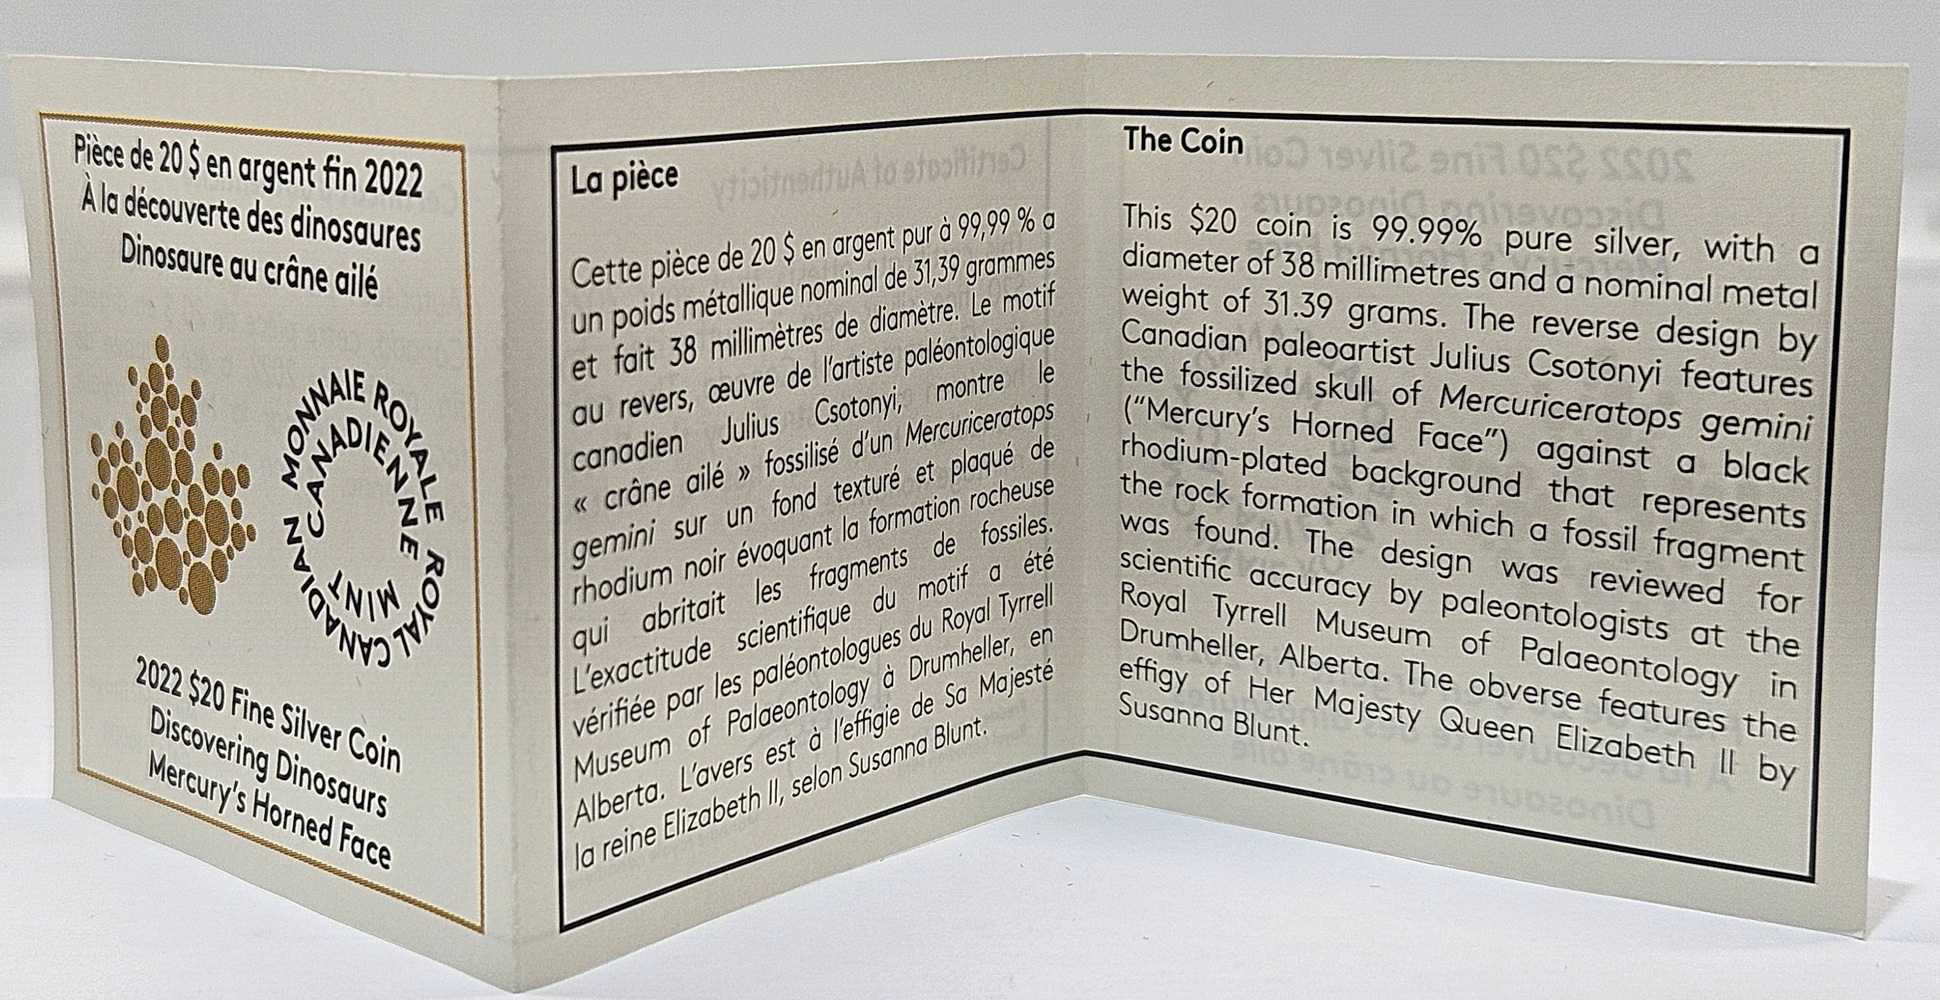 Pièce de 20 $ en argent fin 2022
À la découverte des dinosaures
Dinosaure au crâne ailé
MONNAIE ROYALE
CANADIENNE
ROYAL CANADIAN
MINT
2022 $20 Fine Silver Coin
Discovering Dinosaurs
Mercury's Horned Face
La pièce
Cette pièce de 20 $ en argent pur à 99,99 % a
un poids métallique nominal de 31,39 grammes
et fait 38 millimètres de diamètre. Le motif
au revers, œuvre de l'artiste paléontologique
canadien Julius Csotonyi, montre le
« crâne ailé » fossilisé d'un Mercuriceratops
gemini sur un fond texturé et plaqué de
rhodium noir évoquant la formation rocheuse
qui abritait les fragments de fossiles.
L'exactitude scientifique du motif a été
vérifiée par les paléontologues du Royal Tyrrell
Museum of Palaeontology à Drumheller, en
Alberta. L'avers est à l'effigie de Sa Majesté
la reine Elizabeth II, selon Susanna Blunt.
The Coin
This $20 coin is 99.99% pure silver, with a
diameter of 38 millimetres and a nominal metal
weight of 31.39 grams. The reverse design by
Canadian paleoartist Julius Csotonyi features
the fossilized skull of Mercuriceratops gemini
("Mercury's Horned Face") against a black
rhodium-plated background that represents
the rock formation in which a fossil fragment
was found. The design was reviewed for
scientific accuracy by paleontologists at the
Royal Tyrrell Museum of Palaeontology in
Drumheller, Alberta. The obverse features the
effigy of Her Majesty Queen Elizabeth II by
Susanna Blunt.